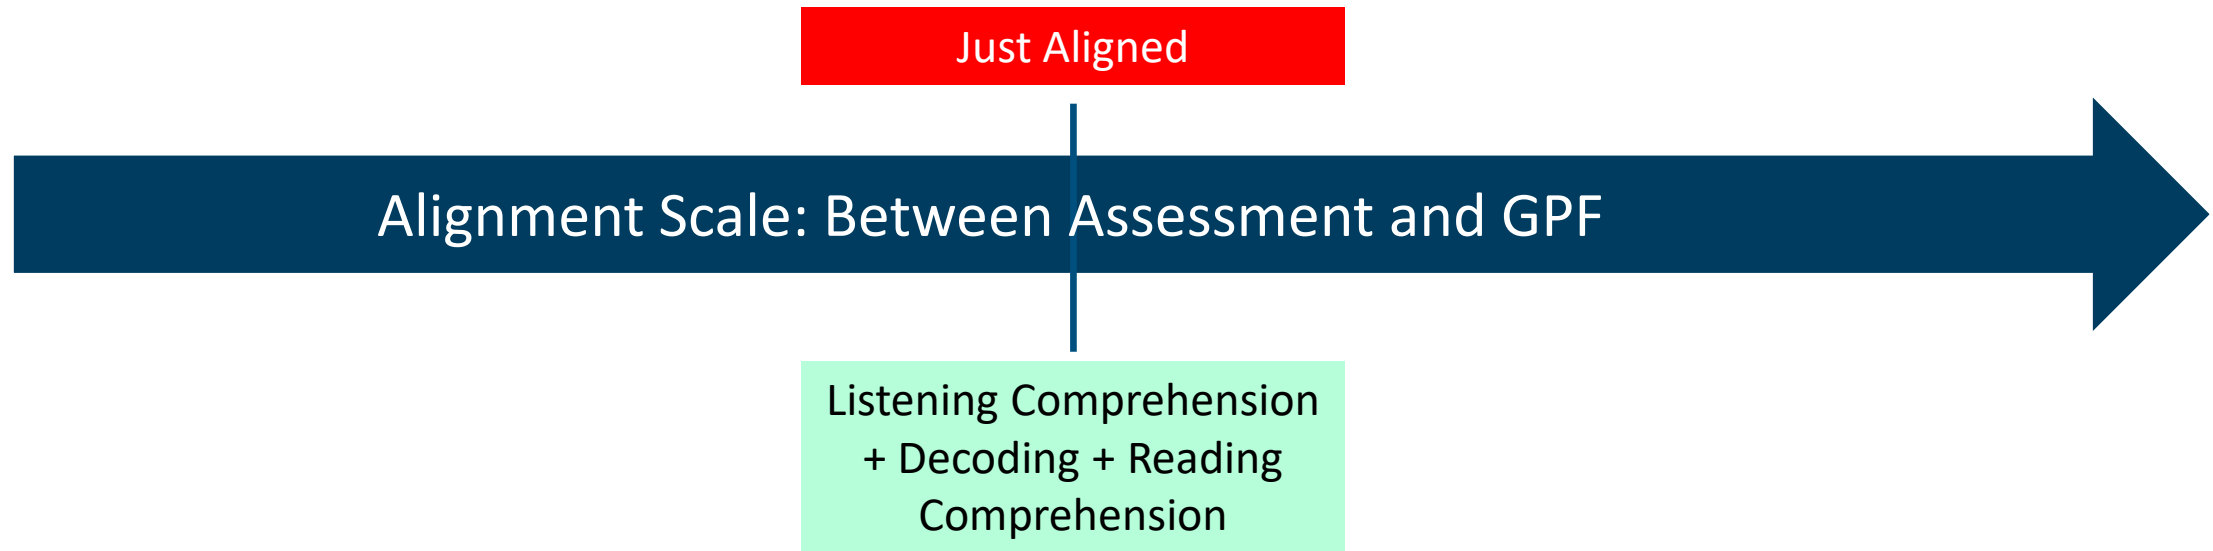 Just Aligned
Alignment Scale: Between Assessment and GPF
Listening Comprehension
+ Decoding + Reading
Comprehension